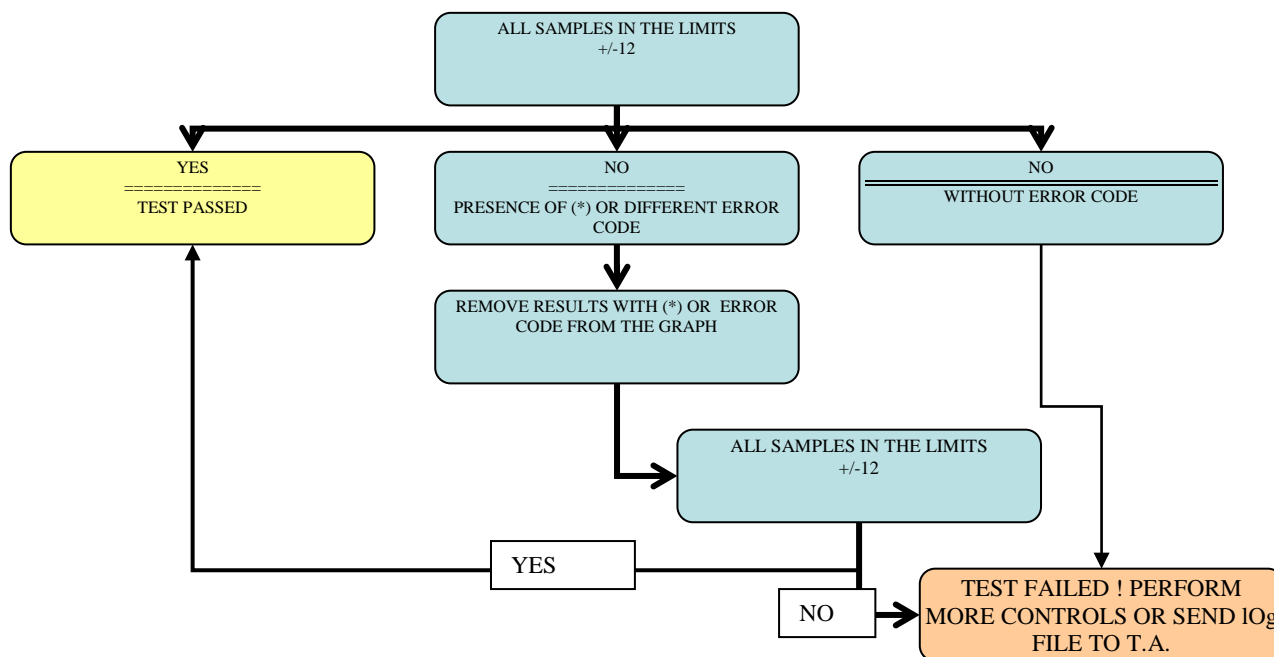 ALL SAMPLES IN THE LIMITS
+/-12
YES
==============
TEST PASSED
NO
==============
PRESENCE OF (*) OR DIFFERENT ERROR
CODE
NO
WITHOUT ERROR CODE
REMOVE RESULTS WITH (*) OR ERROR
CODE FROM THE GRAPH
ALL SAMPLES IN THE LIMITS
+/-12
YES
NO
TEST FAILED ! PERFORM
MORE CONTROLS OR SEND lOg
FILE TO T.A.